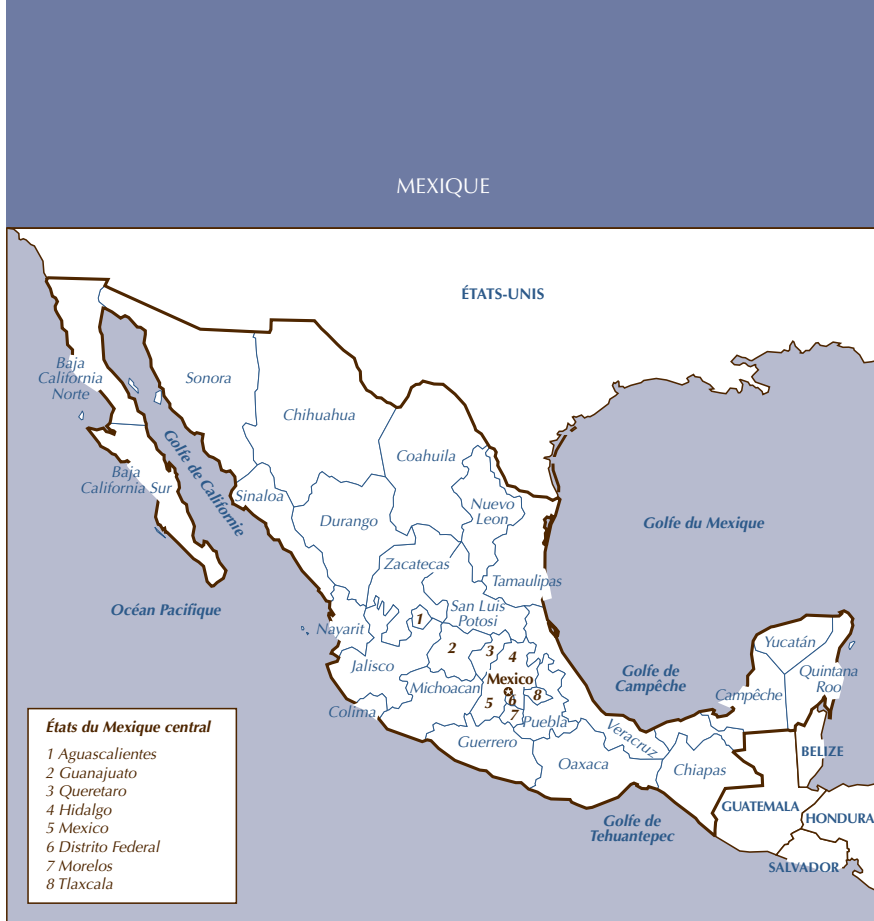 MEXIQUE
ÉTATS-UNIS
Baja
California
Norte
Sonora
Chihuahua
Coahuila
Golfe de Californie
Baja
California Sur
Sinaloa
Nuevo
Leon
Durango
Golfe du Mexique
Zacatecas
Tamaulipas
Océan Pacifique
San Luis
Potosi
1
Nayarit
2
3
4
Yucatán
Jalisco
Golfe de
Campêche
Quintana
Roo
Mexico
Michoacan
8
Campêche
5
6
7
Colima
Puebla
Veracruz
Guerrero
BELIZE
Oaxaca
Chiapas
GUATEMALA
HONDURA
Golfe de
Tehuantepec
SALVADOR
États du Mexique central
1 Aguascalientes
2 Guanajuato
3 Queretaro
4 Hidalgo
5 Mexico
6 Distrito Federal
7 Morelos
8 Tlaxcala